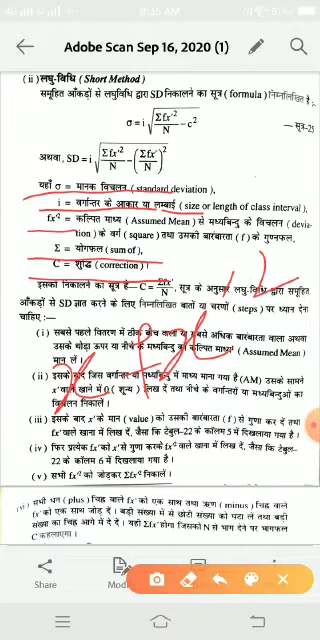 8:35 AM
Adobe Scan Sep 16, 2020 (1)
(ii) लघु-विधि (Short Method)
समूहित आँकड़ों से लघुविधि द्वारा SD निकालने का सूत्र (formula) निम्नलिखित है :
σ = i √Σfx'²/N − c²
—सूत्र-25
अथवा, SD = i √Σfx'²/N − (Σfx'/N)²
यहाँ σ = मानक विचलन (standard deviation),
i = वर्गान्तर के आकार या लम्बाई (size or length of class interval),
fx'² = कल्पित माध्य (Assumed Mean) से मध्यबिन्दु के विचलन (devia-
tion) के वर्ग (square) तथा उसकी बारंबारता (f) के गुणनफल,
Σ = योगफल (sum of),
C = शुद्धि (correction) ।
इसको निकालने का सूत्र है— C = Σfx'/N, सूत्र के अनुसार लघु-विधि द्वारा समूहित
आँकड़ों से SD ज्ञात करने के लिए निम्नलिखित बातों या चरणों (steps) पर ध्यान देना
चाहिए :—
(i) सबसे पहले वितरण में ठीक बीच वाला या सबसे अधिक बारंबारता वाला अथवा
उसके थोड़ा ऊपर या नीचे के मध्यबिन्दु को कल्पित माध्य (Assumed Mean)
मान लें ।
(ii) इसके बाद जिस वर्गान्तर या मध्यबिन्दु में माध्य माना गया है (AM) उसके सामने
x' वाले खाने में 0 (शून्य) लिख दें तथा नीचे के वर्गान्तरों या मध्यबिन्दुओं का
विचलन निकालें ।
(iii) इसके बाद x' के मान (value) को उसकी बारंबारता (f) से गुणा कर दें तथा
fx' वाले खाना में लिख दें, जैसा कि टेबुल-22 के कॉलम 5 में दिखलाया गया है ।
(iv) फिर प्रत्येक fx' को x' से गुणा करके fx'² वाले खाना में लिख दें, जैसा कि टेबुल-
22 के कॉलम 6 में दिखलाया गया है ।
(v) सभी fx'² को जोड़कर Σfx'² निकालें ।
(vi) सभी धन (plus) चिह्न वाले fx' को एक साथ तथा ऋण (minus) चिह्न वाले
fx' को एक साथ जोड़ दें । बड़ी संख्या में से छोटी संख्या को घटा लें तथा बड़ी
संख्या का चिह्न आगे में दे दें । यही Σfx' होगा जिसको N से भाग देने पर भागफल
C कहलाएगा ।
Share